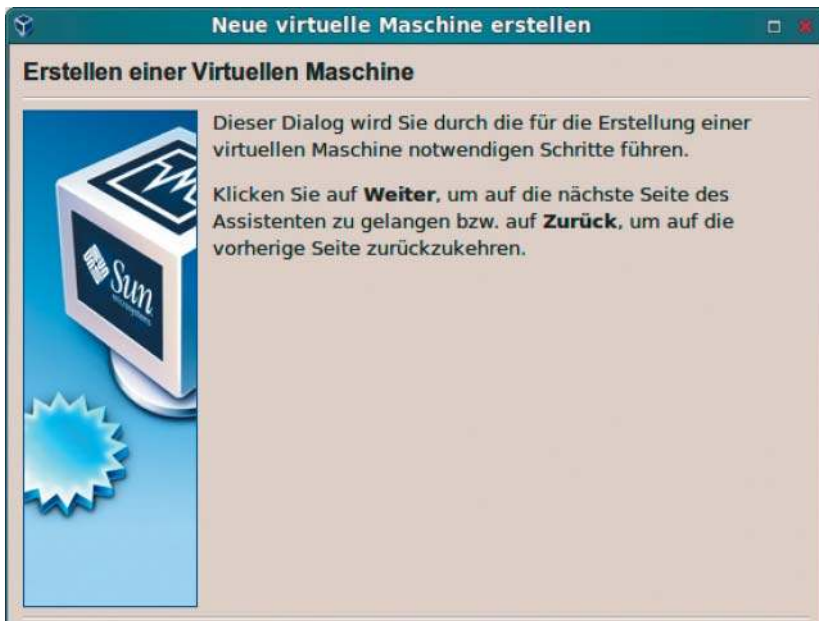 Neue virtuelle Maschine erstellen
Erstellen einer Virtuellen Maschine
Dieser Dialog wird Sie durch die für die Erstellung einer
virtuellen Maschine notwendigen Schritte führen.
Klicken Sie auf Weiter, um auf die nächste Seite des
Assistenten zu gelangen bzw. auf Zurück, um auf die
vorherige Seite zurückzukehren.
Sun
microsystems